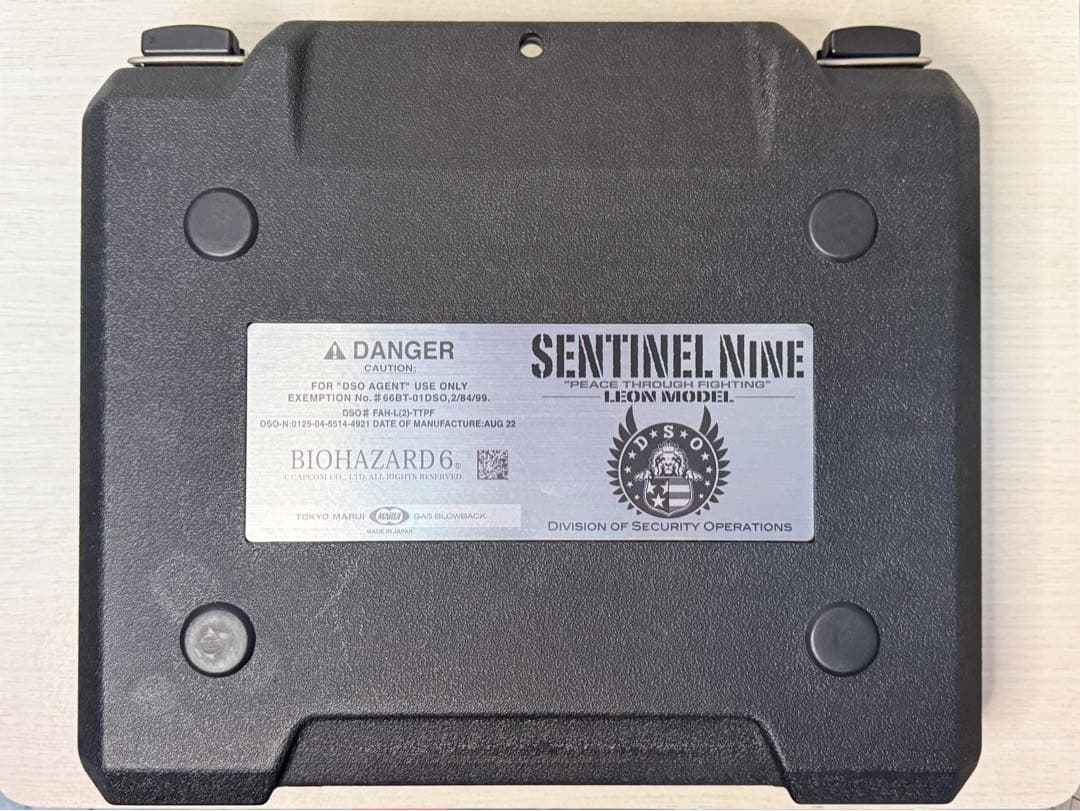 DANGER
CAUTION:
FOR "DSO AGENT" USE ONLY
EXEMPTION No.#66BT-01DSO,2/84/99.
DSO# FAH-L(2)-TTPF
DSO-N:0125-04-5514-4921 DATE OF MANUFACTURE:AUG 22
BIOHAZARD 6®
©CAPCOM CO., LTD. ALL RIGHTS RESERVED.
TOKYO MARUI MARUI GAS BLOWBACK
MADE IN JAPAN
SENTINEL NINE
"PEACE THROUGH FIGHTING"
LEON MODEL
D★S★O
DIVISION OF SECURITY OPERATIONS